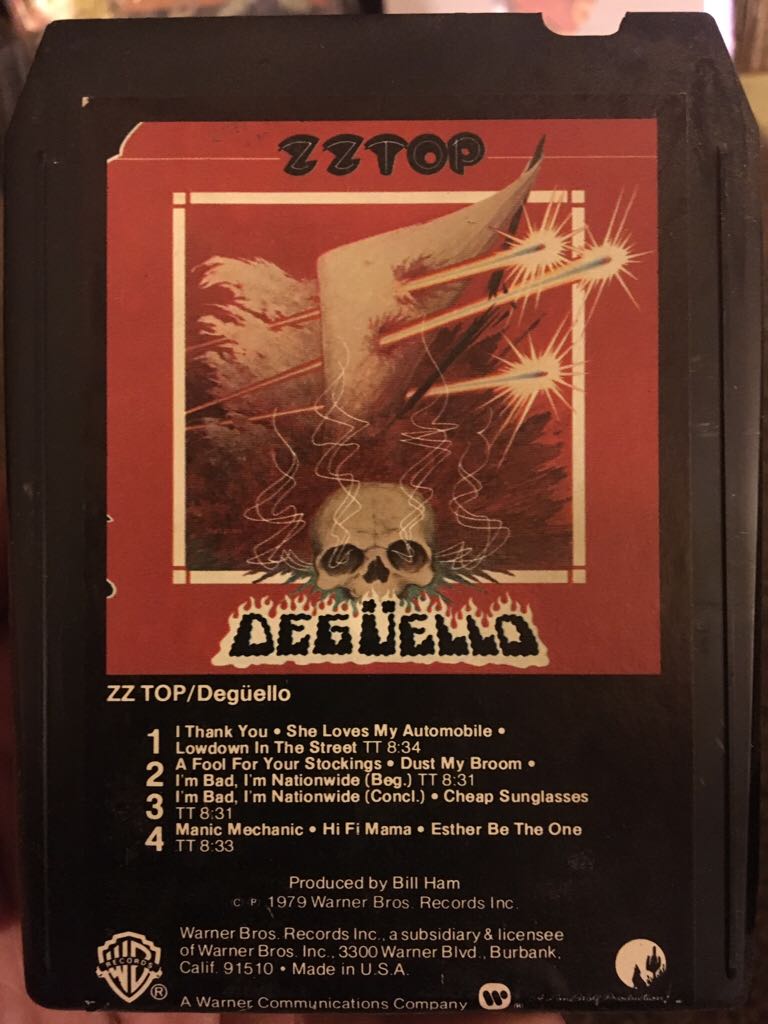 ZZ TOP
DEGÜELLO
ZZ TOP/Degüello
1 I Thank You • She Loves My Automobile •
Lowdown In The Street TT 8:34
2 A Fool For Your Stockings • Dust My Broom •
I'm Bad, I'm Nationwide (Beg.) TT 8:31
3 I'm Bad, I'm Nationwide (Concl.) • Cheap Sunglasses
TT 8:31
4 Manic Mechanic • Hi Fi Mama • Esther Be The One
TT 8:33
Produced by Bill Ham
© ℗ 1979 Warner Bros. Records Inc.
Warner Bros. Records Inc., a subsidiary & licensee
of Warner Bros. Inc., 3300 Warner Blvd., Burbank,
Calif. 91510 • Made in U.S.A.
WB RECORDS ®
A Warner Communications Company